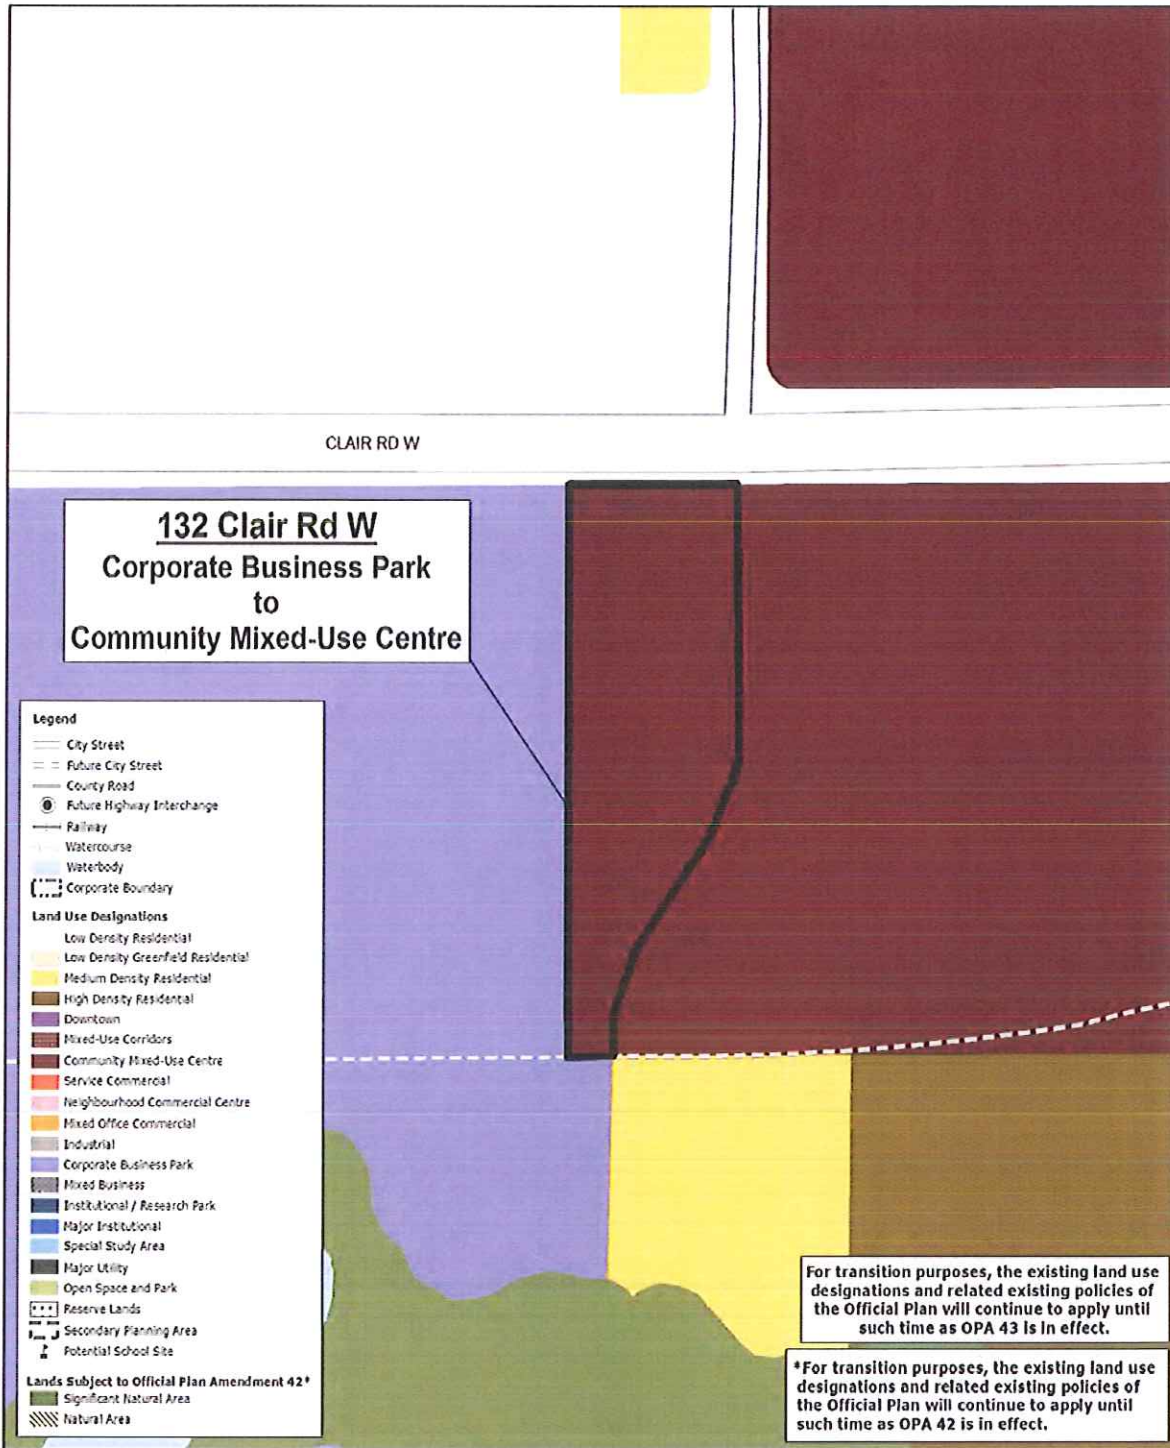 CLAIR RD W
132 Clair Rd W
Corporate Business Park
to
Community Mixed-Use Centre
Legend
City Street
Future City Street
County Road
Future Highway Interchange
Railway
Watercourse
Waterbody
Corporate Boundary
Land Use Designations
Low Density Residential
Low Density Greenfield Residential
Medium Density Residential
High Density Residential
Downtown
Mixed-Use Corridors
Community Mixed-Use Centre
Service Commercial
Neighbourhood Commercial Centre
Mixed Office Commercial
Industrial
Corporate Business Park
Mixed Business
Institutional / Research Park
Major Institutional
Special Study Area
Major Utility
Open Space and Park
Reserve Lands
Secondary Planning Area
Potential School Site
Lands Subject to Official Plan Amendment 42*
Significant Natural Area
Natural Area
For transition purposes, the existing land use
designations and related existing policies of
the Official Plan will continue to apply until
such time as OPA 43 is in effect.
*For transition purposes, the existing land use
designations and related existing policies of
the Official Plan will continue to apply until
such time as OPA 42 is in effect.